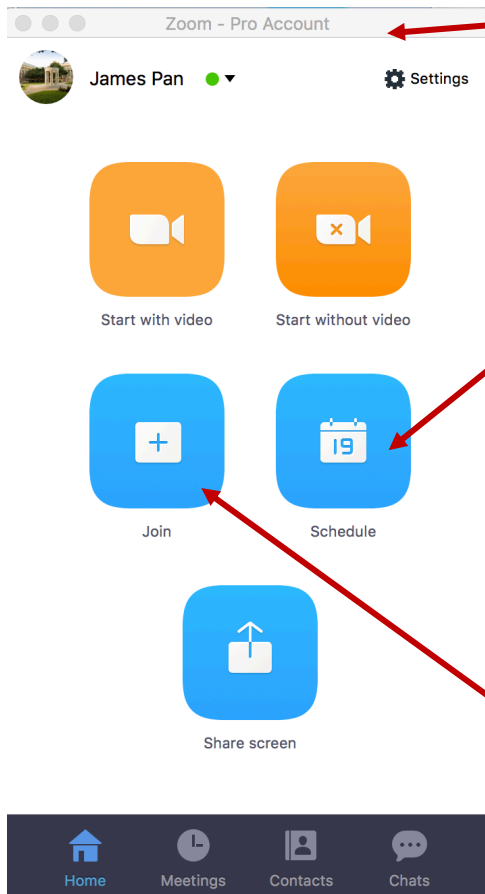 Zoom - Pro Account
James Pan
Settings
Start with video
Start without video
19
Join
Schedule
Share screen
Home
Meetings
Contacts
Chats